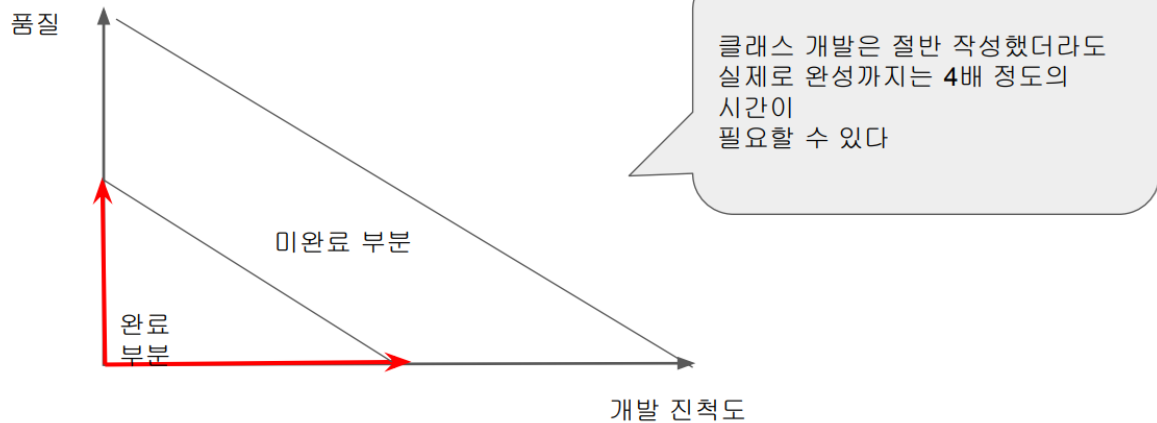 품질
클래스 개발은 절반 작성했더라도
실제로 완성까지는 4배 정도의
시간이
필요할 수 있다
미완료 부분
완료
부분
개발 진척도